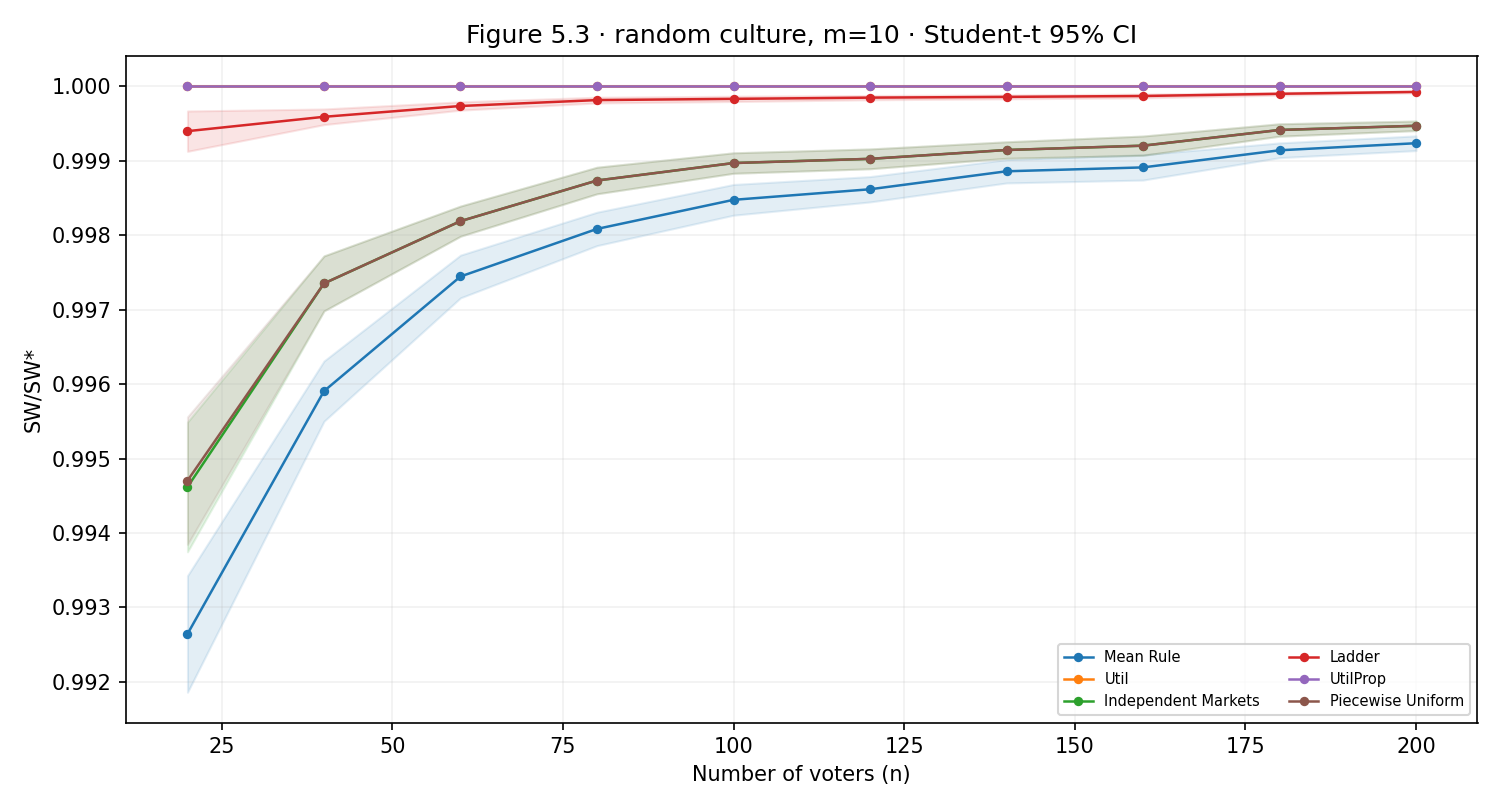 Figure 5.3 · random culture, m=10 · Student-t 95% CI
SW/SW*
1.000
0.999
0.998
0.997
0.996
0.995
0.994
0.993
0.992
25 50 75 100 125 150 175 200
Number of voters (n)
Mean Rule
Util
Independent Markets
Ladder
UtilProp
Piecewise Uniform